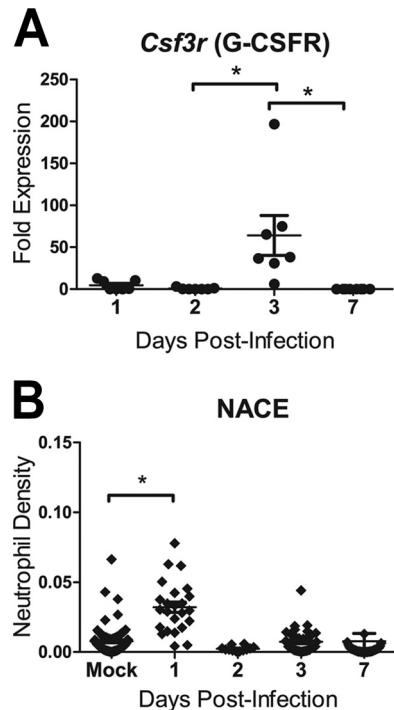 A
Csf3r (G-CSFR)
Fold Expression
250
200
150
100
50
0
*
*
1 2 3 7
Days Post-Infection
B
NACE
Neutrophil Density
0.15
0.10
0.05
0.00
*
Mock 1 2 3 7
Days Post-Infection